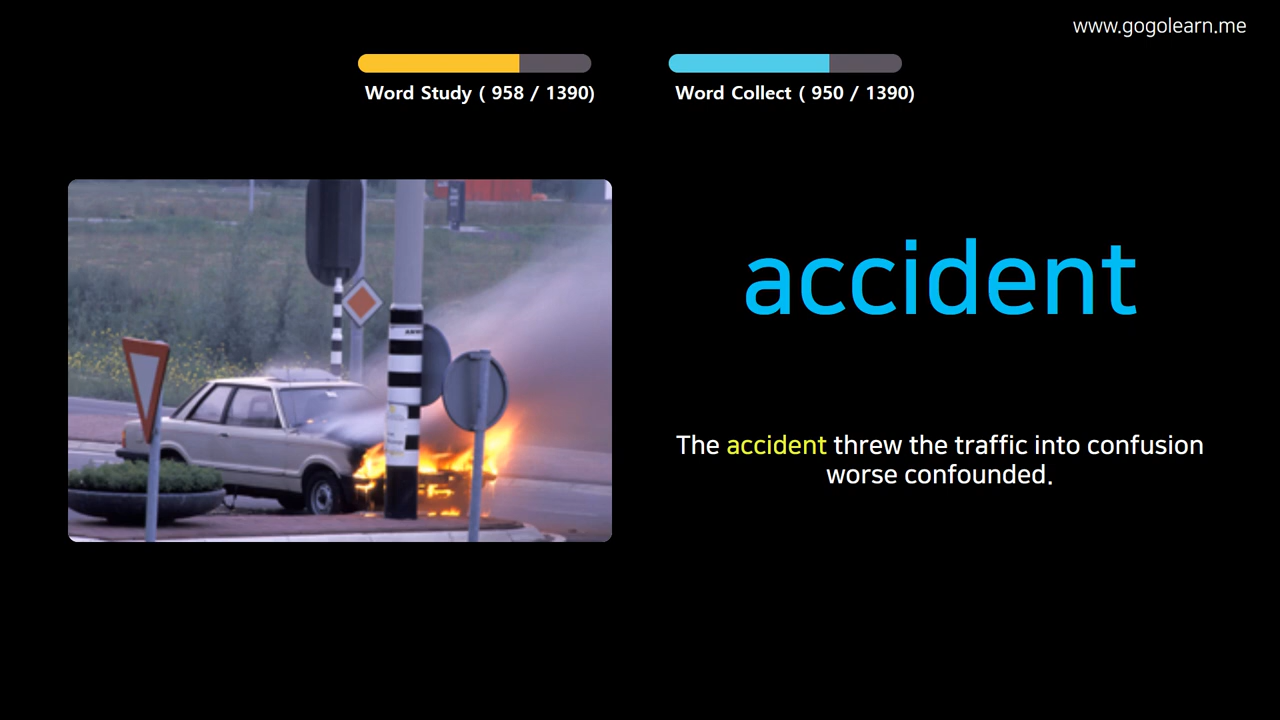 www.gogolearn.me
Word Study ( 958 / 1390)
Word Collect ( 950 / 1390)
accident
The accident threw the traffic into confusion
worse confounded.